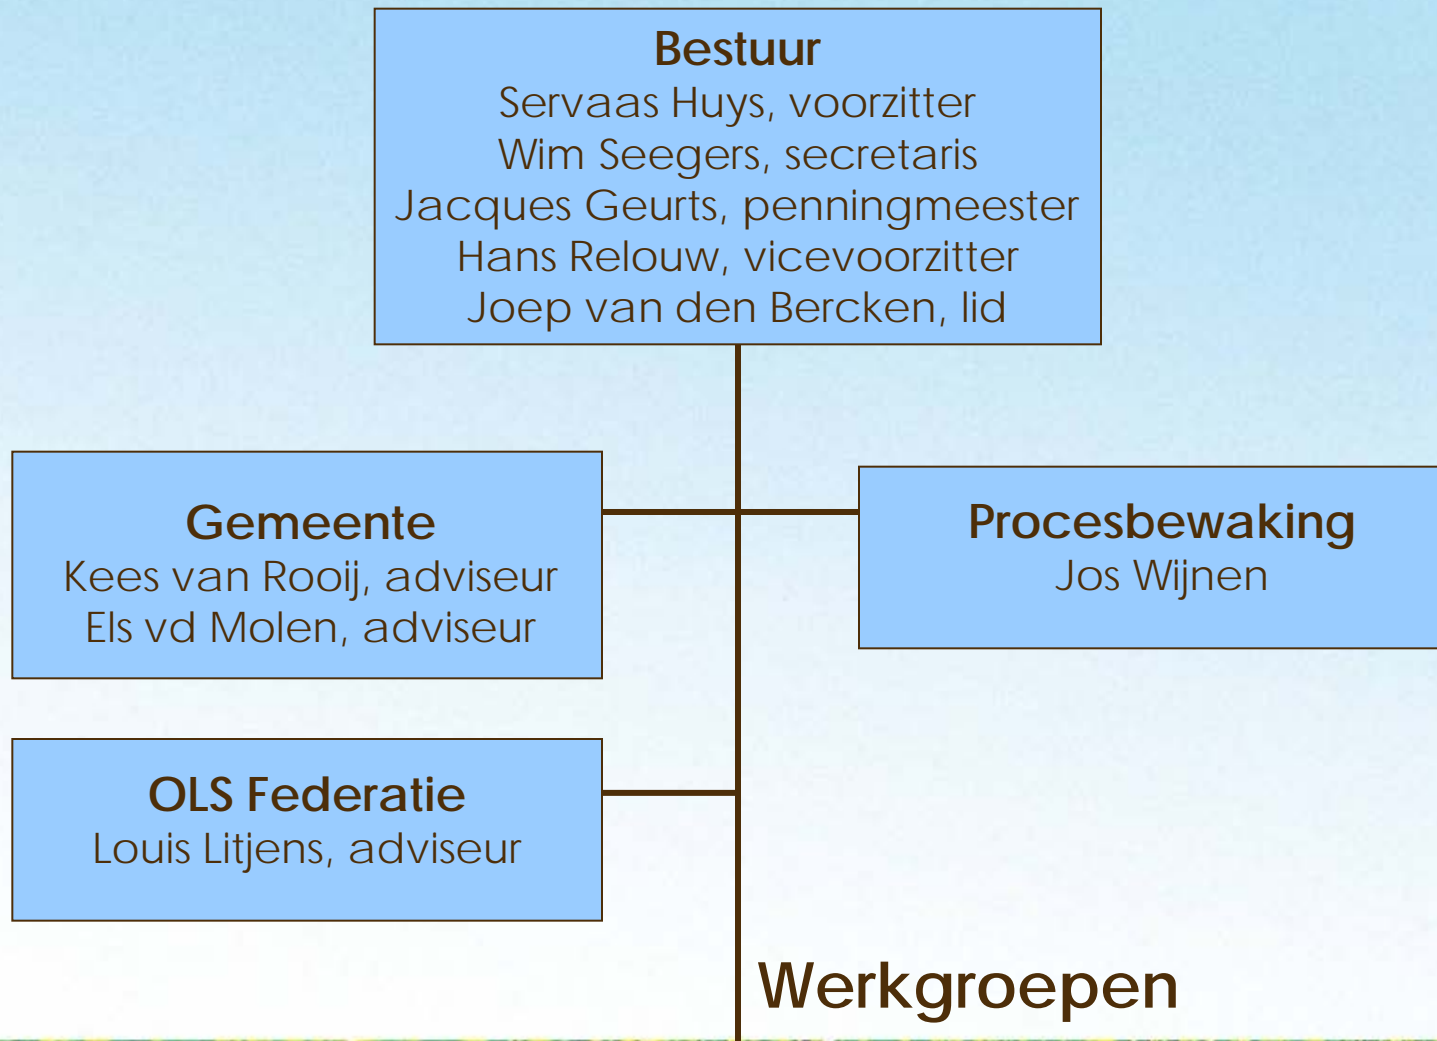 Bestuur
Servaas Huys, voorzitter
Wim Seegers, secretaris
Jacques Geurts, penningmeester
Hans Relouw, vicevoorzitter
Joep van den Bercken, lid
Gemeente
Kees van Rooij, adviseur
Els vd Molen, adviseur
Procesbewaking
Jos Wijnen
OLS Federatie
Louis Litjens, adviseur
Werkgroepen